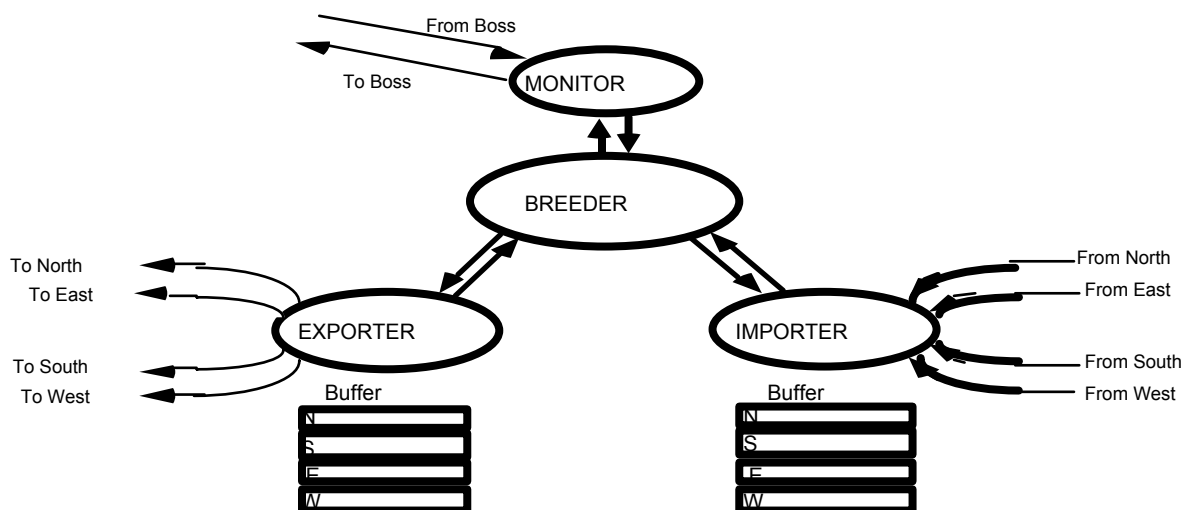 From Boss
To Boss
MONITOR
BREEDER
To North
To East
From North
From East
EXPORTER
IMPORTER
To South
To West
From South
From West
Buffer
N
S
E
W
Buffer
N
S
E
W